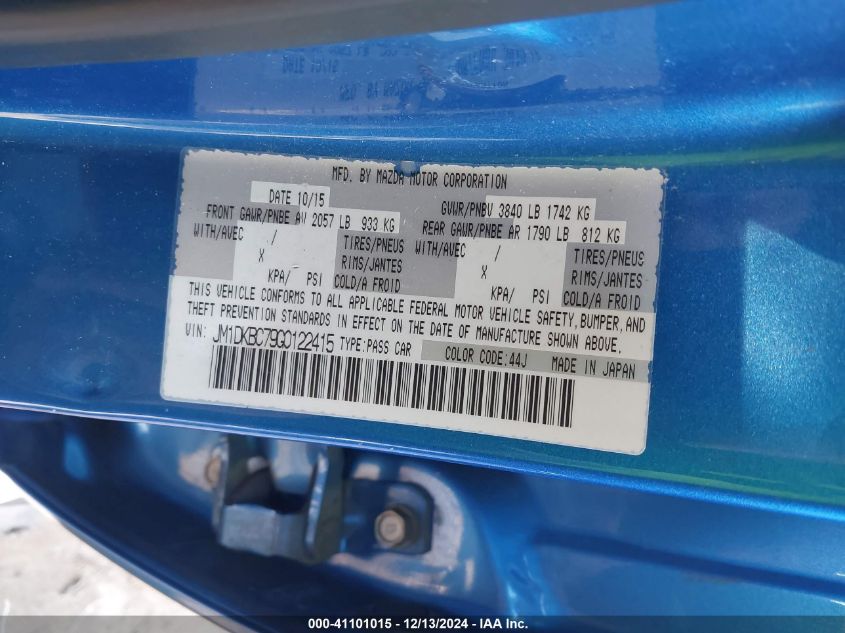 MFD. BY MAZDA MOTOR CORPORATION
DATE 10/15
GVWR/PNBV 3840 LB 1742 KG
FRONT GAWR/PNBE AV 2057 LB 933 KG
REAR GAWR/PNBE AR 1790 LB 812 KG
WITH/AVEC / TIRES/PNEUS
X RIMS/JANTES
KPA/ PSI COLD/A FROID
WITH/AVEC / TIRES/PNEUS
X RIMS/JANTES
KPA/ PSI COLD/A FROID
THIS VEHICLE CONFORMS TO ALL APPLICABLE FEDERAL MOTOR VEHICLE SAFETY, BUMPER, AND
THEFT PREVENTION STANDARDS IN EFFECT ON THE DATE OF MANUFACTURE SHOWN ABOVE.
VIN: JM1DKBC79G0122415 TYPE:PASS CAR COLOR CODE:44J MADE IN JAPAN
000-41101015 - 12/13/2024 - IAA Inc.